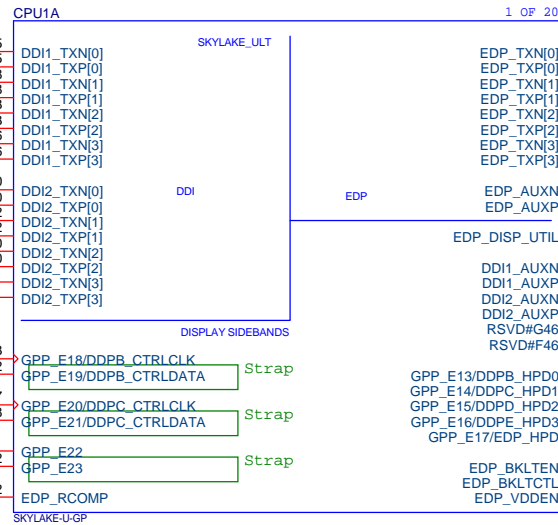 CPU1A
1 OF 20
SKYLAKE_ULT
DDI1_TXN[0]
DDI1_TXP[0]
DDI1_TXN[1]
DDI1_TXP[1]
DDI1_TXN[2]
DDI1_TXP[2]
DDI1_TXN[3]
DDI1_TXP[3]
DDI2_TXN[0]
DDI2_TXP[0]
DDI2_TXN[1]
DDI2_TXP[1]
DDI2_TXN[2]
DDI2_TXP[2]
DDI2_TXN[3]
DDI2_TXP[3]
DDI
EDP
DISPLAY SIDEBANDS
GPP_E18/DDPB_CTRLCLK
GPP_E19/DDPB_CTRLDATA
Strap
GPP_E20/DDPC_CTRLCLK
GPP_E21/DDPC_CTRLDATA
Strap
GPP_E22
GPP_E23
Strap
EDP_RCOMP
EDP_TXN[0]
EDP_TXP[0]
EDP_TXN[1]
EDP_TXP[1]
EDP_TXN[2]
EDP_TXP[2]
EDP_TXN[3]
EDP_TXP[3]
EDP_AUXN
EDP_AUXP
EDP_DISP_UTIL
DDI1_AUXN
DDI1_AUXP
DDI2_AUXN
DDI2_AUXP
RSVD#G46
RSVD#F46
GPP_E13/DDPB_HPD0
GPP_E14/DDPC_HPD1
GPP_E15/DDPD_HPD2
GPP_E16/DDPE_HPD3
GPP_E17/EDP_HPD
EDP_BKLTEN
EDP_BKLTCTL
EDP_VDDEN
SKYLAKE-U-GP